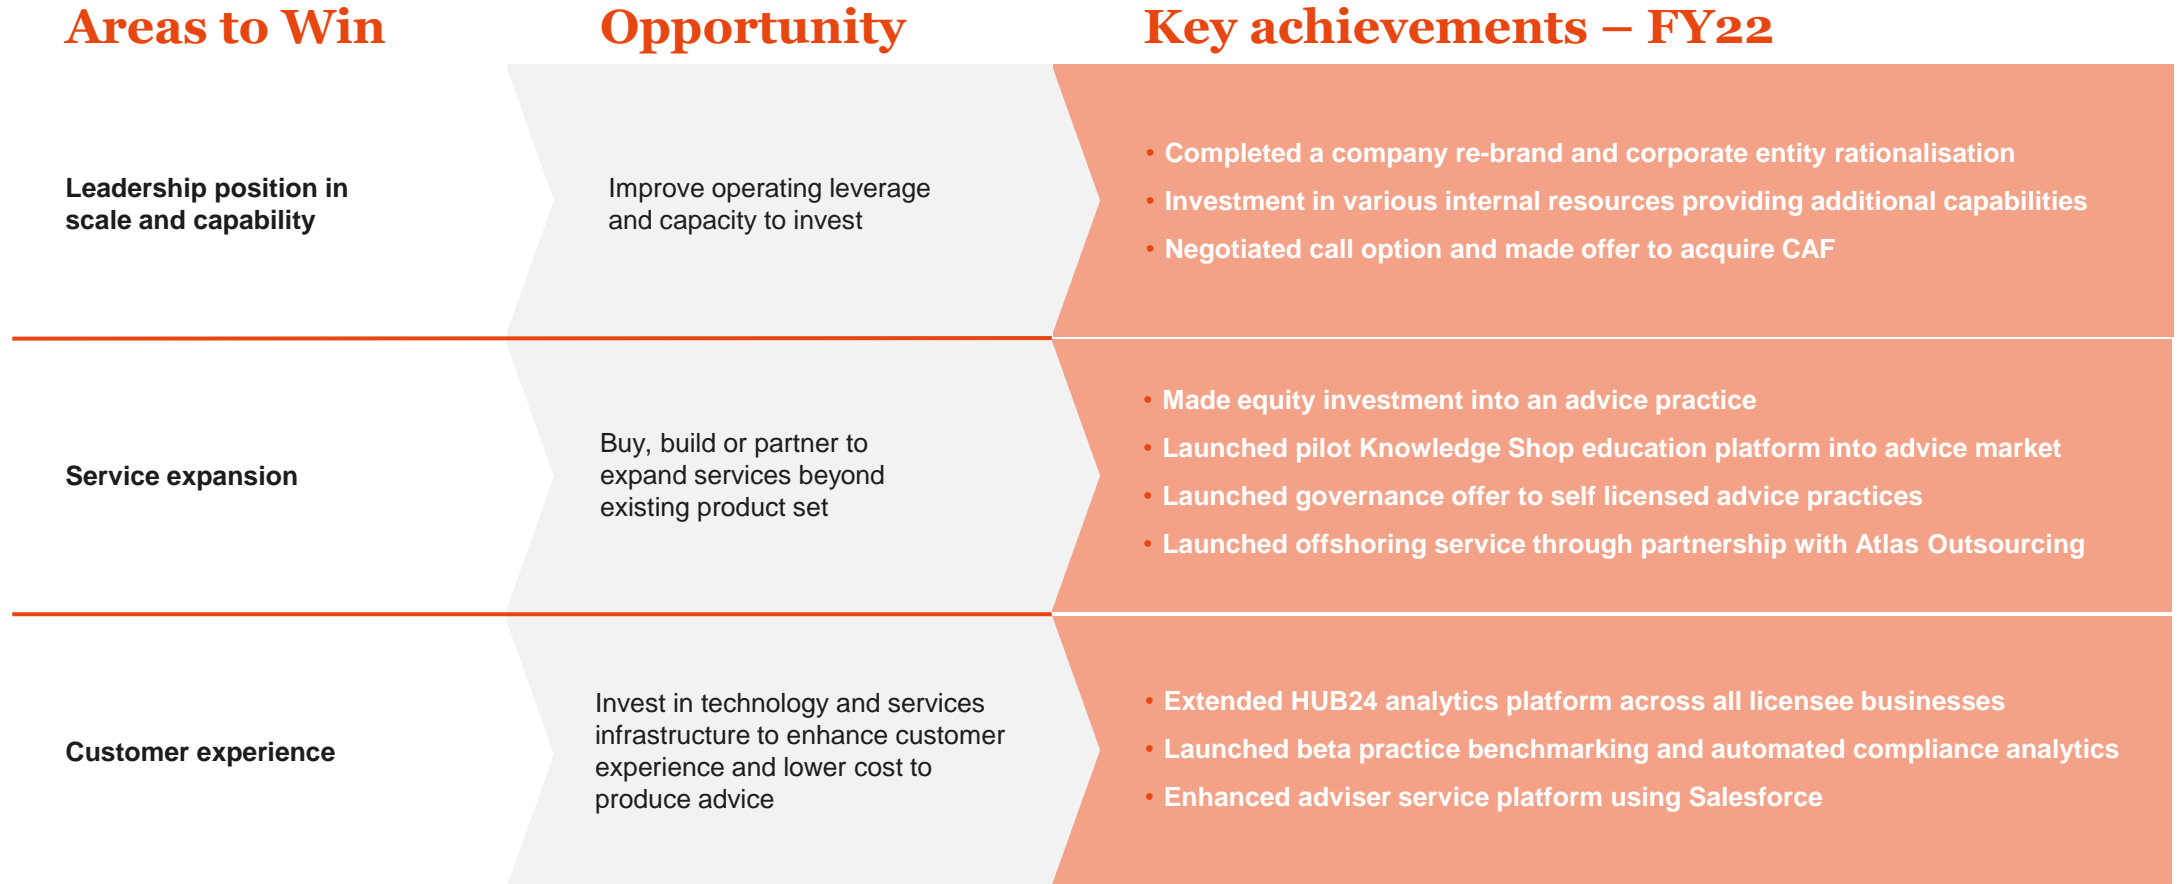 Areas to Win
Opportunity
Key achievements – FY22
Leadership position in
scale and capability
Improve operating leverage
and capacity to invest
• Completed a company re-brand and corporate entity rationalisation
• Investment in various internal resources providing additional capabilities
• Negotiated call option and made offer to acquire CAF
Service expansion
Buy, build or partner to
expand services beyond
existing product set
• Made equity investment into an advice practice
• Launched pilot Knowledge Shop education platform into advice market
• Launched governance offer to self licensed advice practices
• Launched offshoring service through partnership with Atlas Outsourcing
Customer experience
Invest in technology and services
infrastructure to enhance customer
experience and lower cost to
produce advice
• Extended HUB24 analytics platform across all licensee businesses
• Launched beta practice benchmarking and automated compliance analytics
• Enhanced adviser service platform using Salesforce